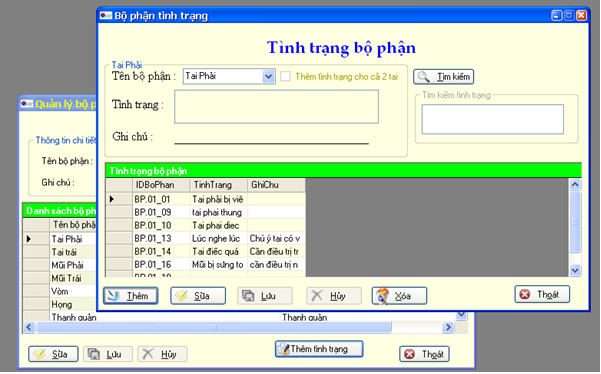 Bộ phận tình trạng
Tình trạng bộ phận
Tai Phải
Tên bộ phận :
Tai Phải
Thêm tình trạng cho cả 2 tai
Tìm kiếm
Tình trạng :
Ghi chú :
Tìm kiếm tình trạng
Tình trạng bộ phận
IDBoPhan TinhTrang GhiChu
BP.01_01 Tai phải bị viê
BP.01_09 tai phai thung
BP.01_10 Tai phai diec
BP.01_13 Lúc nghe lúc Chú ý tai có v
BP.01_14 Tai điếc quá Cần điều trị tr
BP.01_16 Mũi bị sưng to cần điều trị n
Thêm Sửa Lưu Hủy Xóa Thoát
Quản lý bộ p
Thông tin chi tiết
Tên bộ phận :
Ghi chú :
Danh sách bộ ph
Tên bộ phậ
Tai Phải
Tai trái
Mũi Phải
Mũi Trái
Vòm
Họng
Thanh quản Thanh quản
Sửa Lưu Hủy Thêm tình trạng Thoát